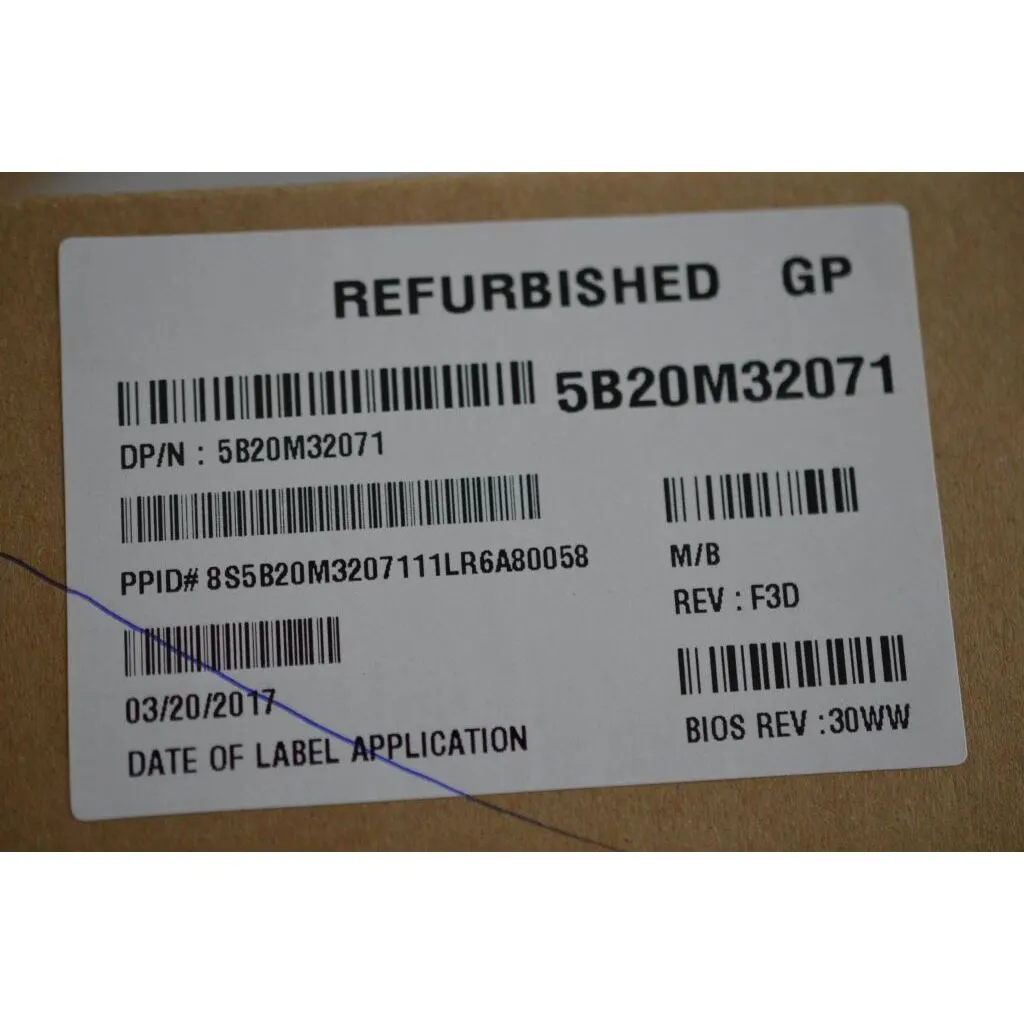 REFURBISHED GP
5B20M32071
DP/N : 5B20M32071
PPID# 8S5B20M3207111LR6A80058
M/B
REV : F3D
03/20/2017
DATE OF LABEL APPLICATION
BIOS REV :30WW